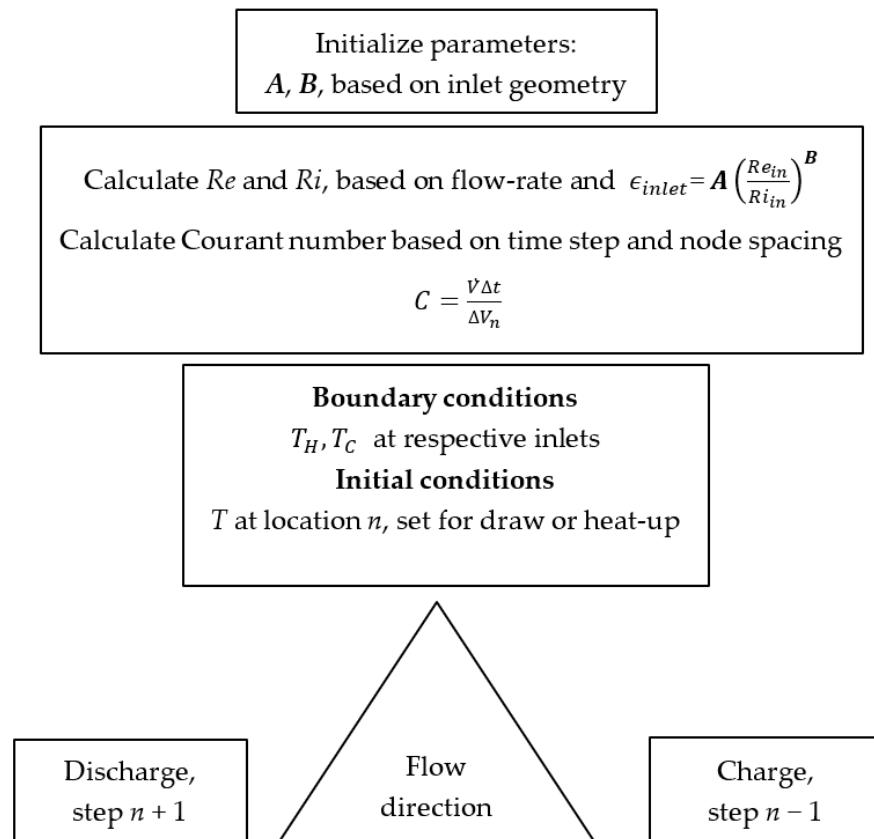 Initialize parameters:
A, B, based on inlet geometry
Calculate Re and Ri, based on flow-rate and ϵ_inlet = A (Re_in / Ri_in)^B
Calculate Courant number based on time step and node spacing
C = V̇Δt / ΔV_n
Boundary conditions
T_H, T_C at respective inlets
Initial conditions
T at location n, set for draw or heat-up
Flow
direction
Discharge,
step n + 1
Charge,
step n − 1